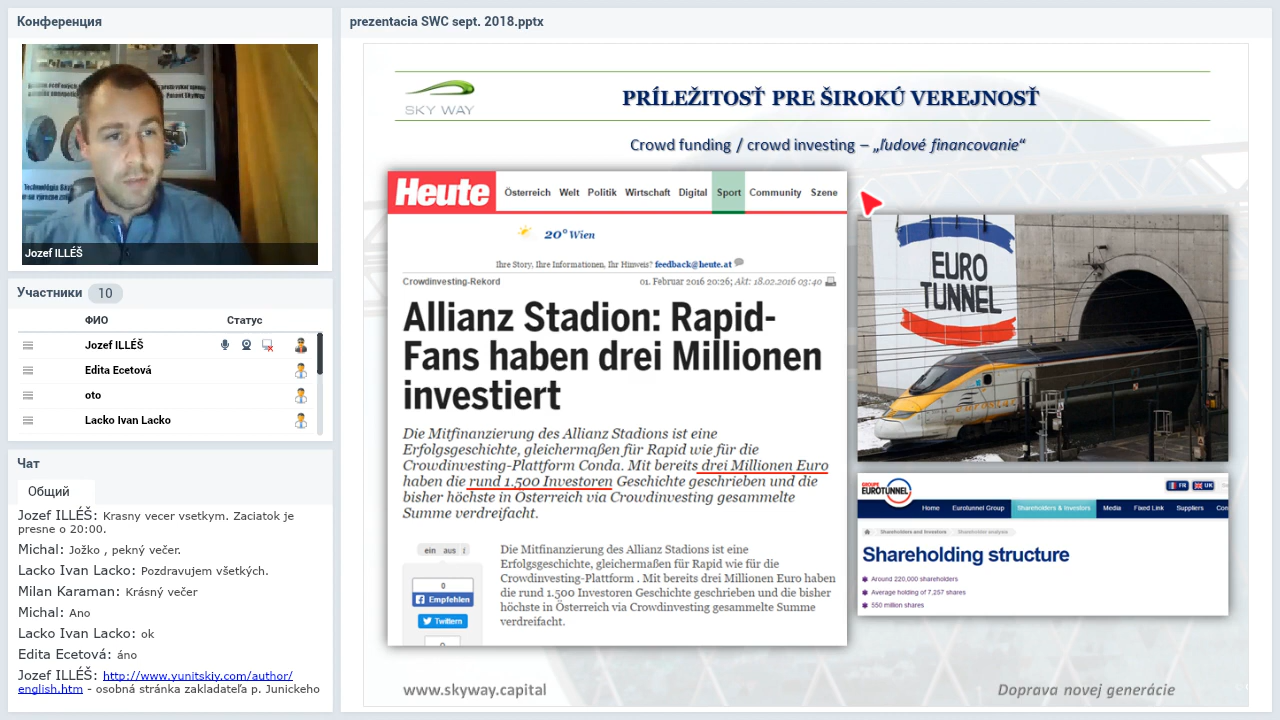 Конференция
Jozef ILLÉŠ
Участники 10
ФИО Статус
Jozef ILLÉŠ
Edita Ecetová
oto
Lacko Ivan Lacko
Чат
Общий
Jozef ILLÉŠ: Krasny vecer vsetkym. Zaciatok je
presne o 20:00.
Michal: Jožko , pekný večer.
Lacko Ivan Lacko: Pozdravujem všetkých.
Milan Karaman: Krásný večer
Michal: Ano
Lacko Ivan Lacko: ok
Edita Ecetová: áno
Jozef ILLÉŠ: http://www.yunitskiy.com/author/
english.htm - osobná stránka zakladateľa p. Junickeho
prezentacia SWC sept. 2018.pptx
SKY WAY
PRÍLEŽITOSŤ PRE ŠIROKÚ VEREJNOSŤ
Crowd funding / crowd investing – „ľudové financovanie“
Heute Österreich Welt Politik Wirtschaft Digital Sport Community Szene
20° Wien
Ihre Story, Ihre Informationen, Ihr Hinweis? feedback@heute.at
Crowdinvesting-Rekord 01. Februar 2016 20:26; Akt: 18.02.2016 03:40
Allianz Stadion: Rapid-
Fans haben drei Millionen
investiert
Die Mitfinanzierung des Allianz Stadions ist eine
Erfolgsgeschichte, gleichermaßen für Rapid wie für die
Crowdinvesting-Plattform Conda. Mit bereits drei Millionen Euro
haben die rund 1.500 Investoren Geschichte geschrieben und die
bisher höchste in Österreich via Crowdinvesting gesammelte
Summe verdreifacht.
ein aus i
0
Empfehlen
Twittern
0
Die Mitfinanzierung des Allianz Stadions ist eine
Erfolgsgeschichte, gleichermaßen für Rapid wie für die
Crowdinvesting-Plattform . Mit bereits drei Millionen Euro haben
die rund 1.500 Investoren Geschichte geschrieben und die bisher
höchste in Österreich via Crowdinvesting gesammelte Summe
verdreifacht.
EURO
TUNNEL
GROUPE
EUROTUNNEL
FR UK
Home Eurotunnel Group Shareholders & Investors Media Fixed Link Suppliers Con
Shareholders and Investors Shareholder analysis
Shareholding structure
Around 220,000 shareholders
Average holding of 7,257 shares
550 million shares
www.skyway.capital
Doprava novej generácie